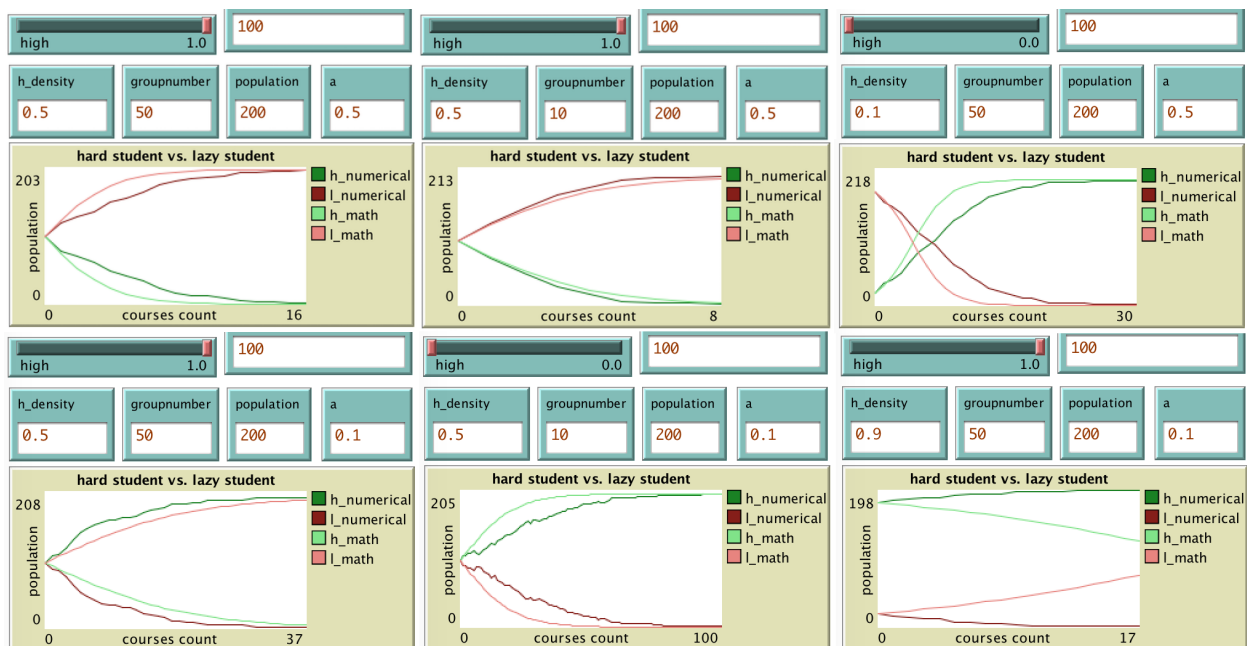 100
high 1.0
h_density groupnumber population a
0.5 50 200 0.5
hard student vs. lazy student
203
population
0
0 courses count 16
h_numerical
l_numerical
h_math
l_math
100
high 1.0
h_density groupnumber population a
0.5 10 200 0.5
hard student vs. lazy student
213
population
0
0 courses count 8
h_numerical
l_numerical
h_math
l_math
100
high 0.0
h_density groupnumber population a
0.1 50 200 0.5
hard student vs. lazy student
218
population
0
0 courses count 30
h_numerical
l_numerical
h_math
l_math
100
high 1.0
h_density groupnumber population a
0.5 50 200 0.1
hard student vs. lazy student
208
population
0
0 courses count 37
h_numerical
l_numerical
h_math
l_math
100
high 0.0
h_density groupnumber population a
0.5 10 200 0.1
hard student vs. lazy student
205
population
0
0 courses count 100
h_numerical
l_numerical
h_math
l_math
100
high 1.0
h_density groupnumber population a
0.9 50 200 0.1
hard student vs. lazy student
198
population
0
0 courses count 17
h_numerical
l_numerical
h_math
l_math